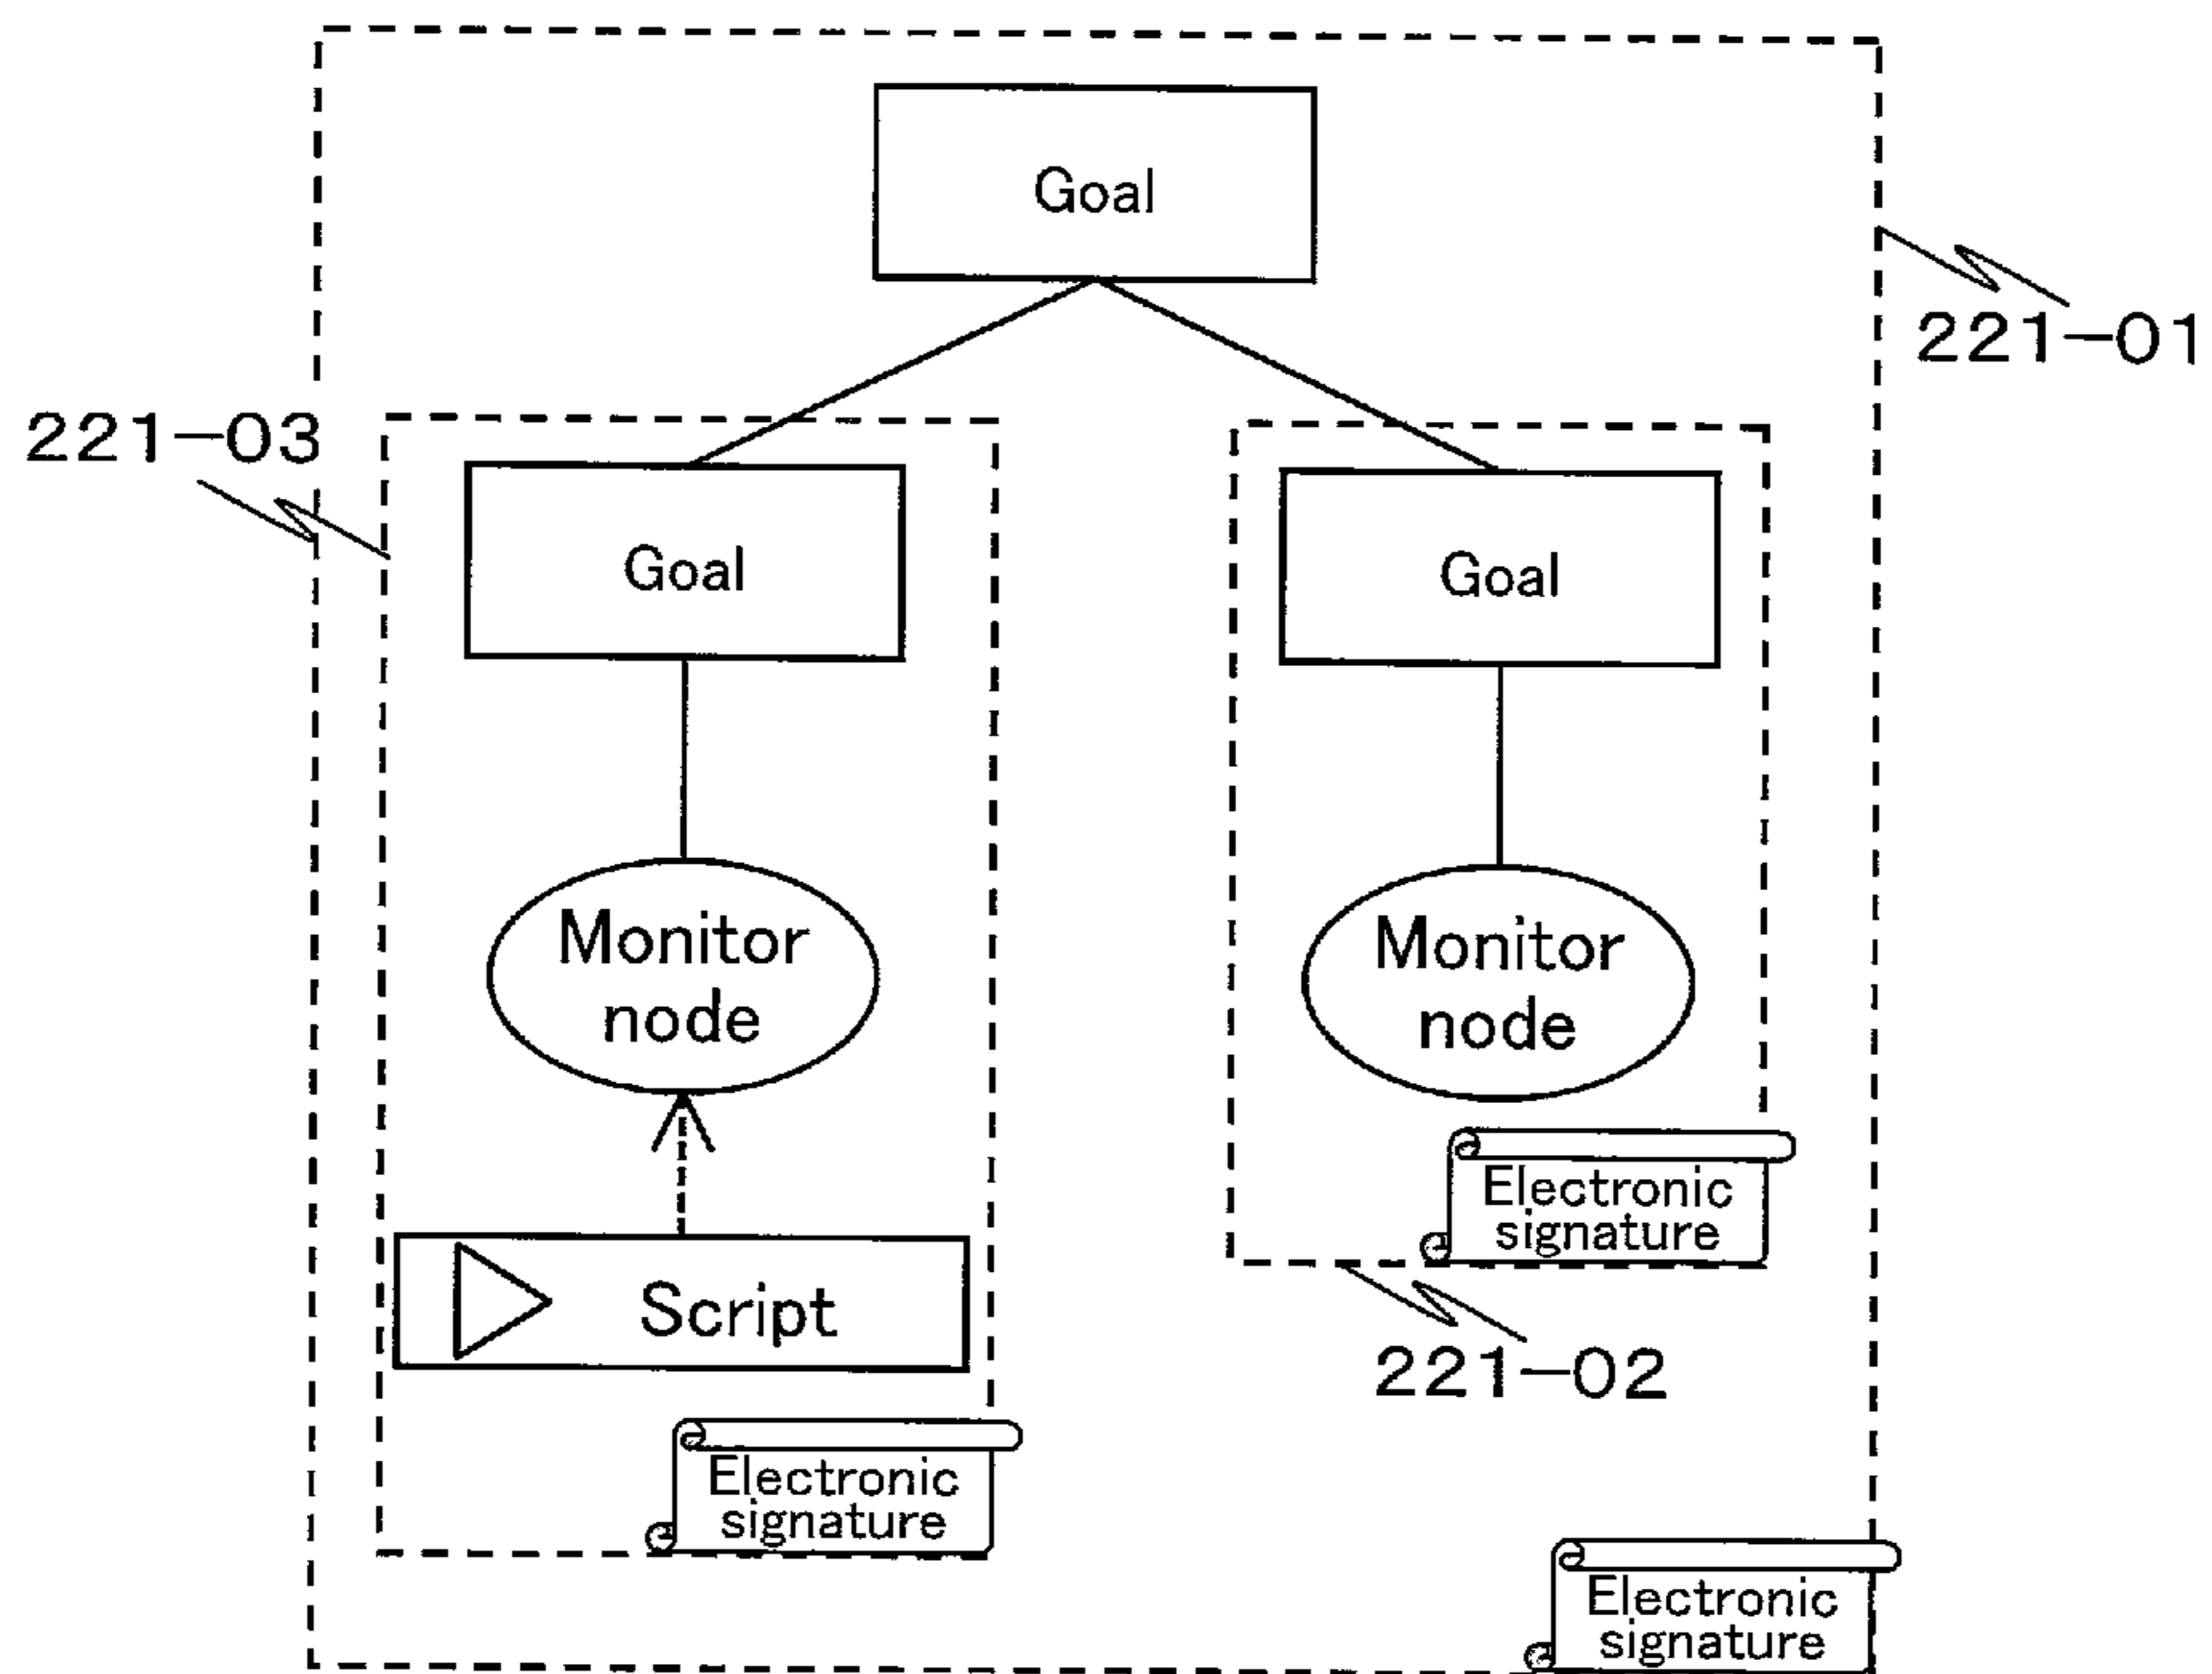 Goal
221-01
221-03
Goal
Goal
Monitor
node
Monitor
node
Electronic
signature
Script
221-02
Electronic
signature
Electronic
signature